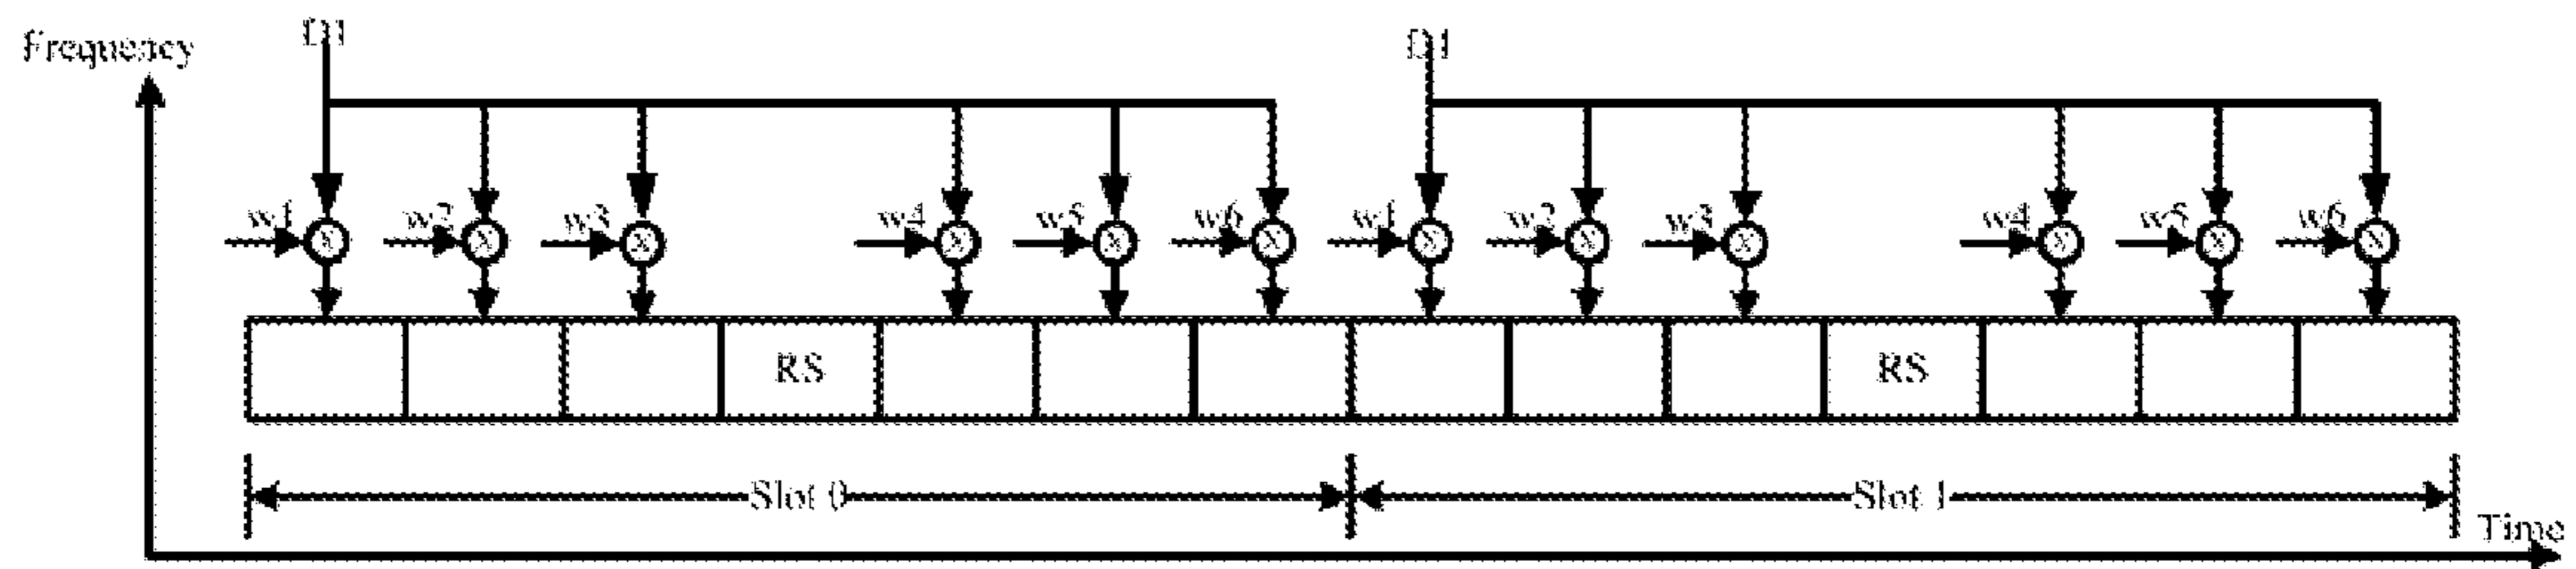 Frequency
D1 D1
w1 w2 w3 w4 w5 w6 w1 w2 w3 w4 w5 w6
x x x x x x x x x x x x
RS RS
Slot 0 Slot 1
Time